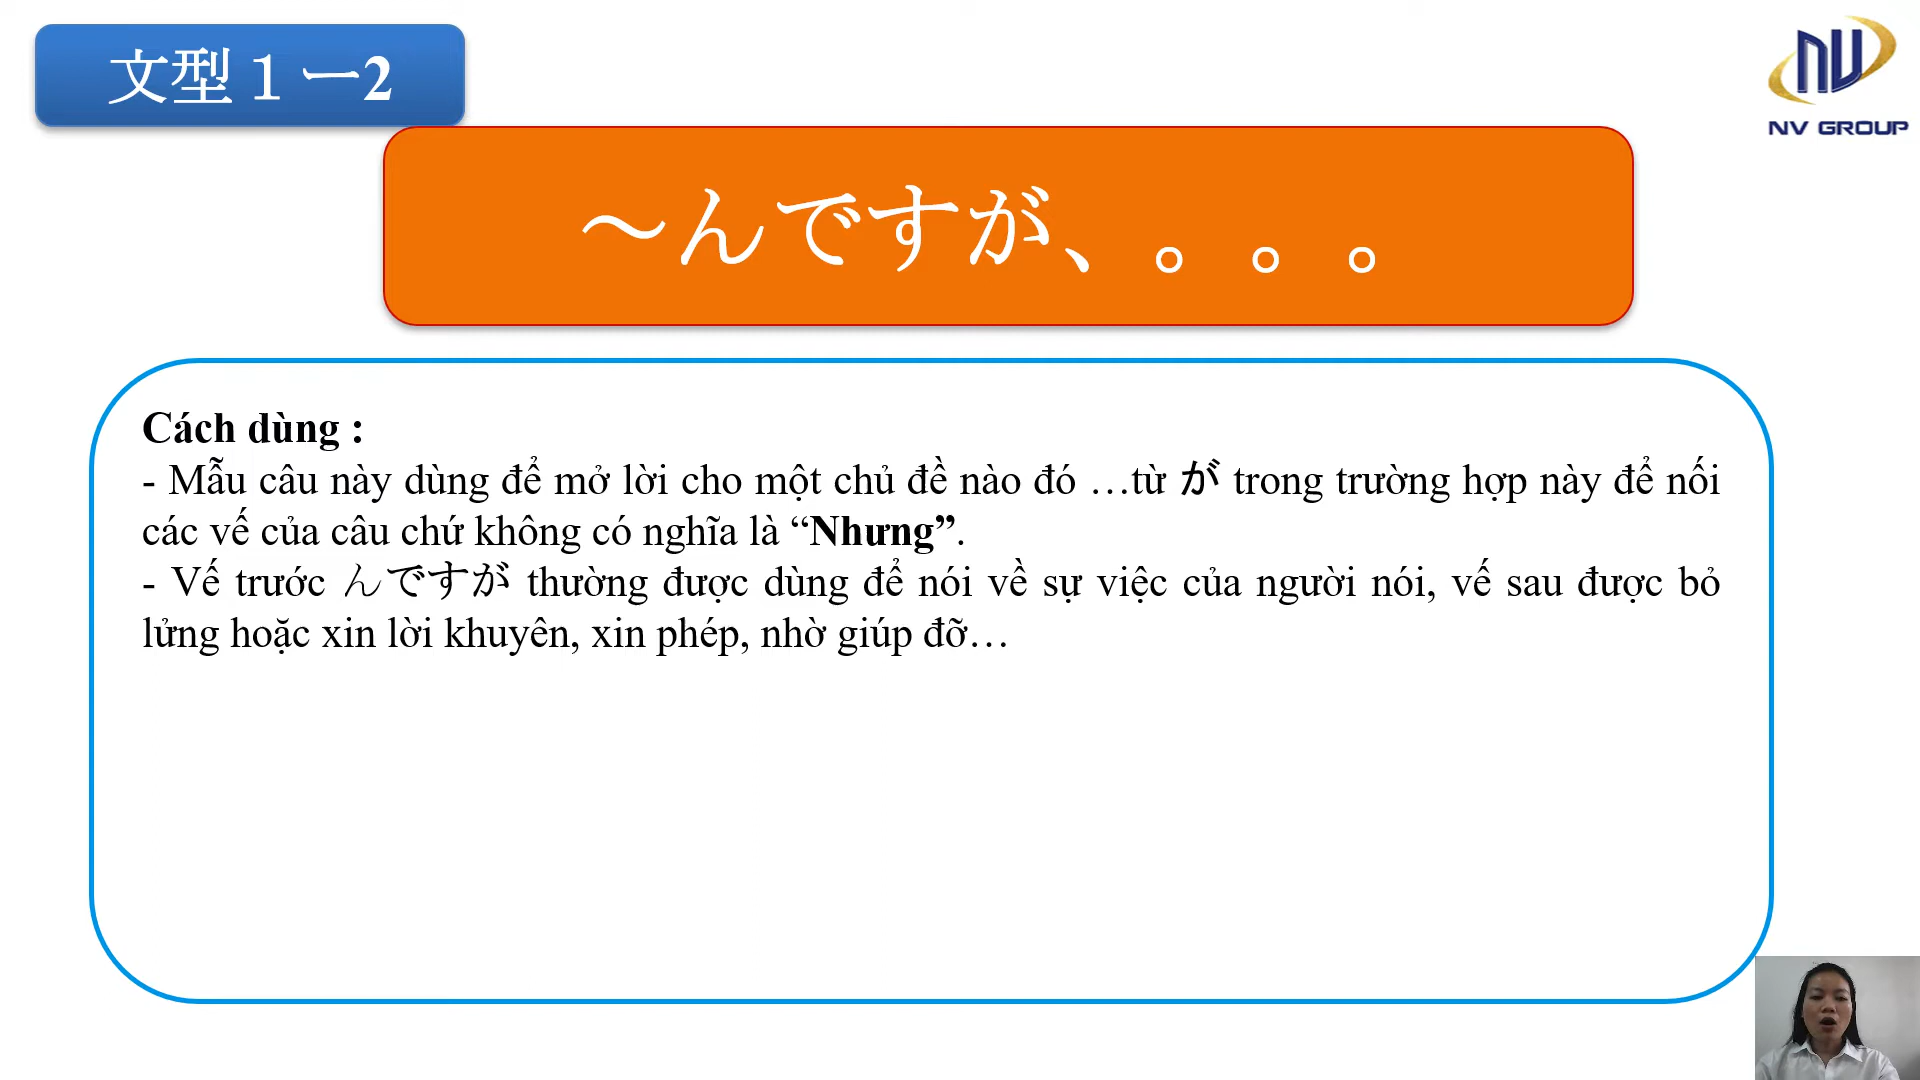 文型１ー2
NV GROUP
～んですが、。。。
Cách dùng :
- Mẫu câu này dùng để mở lời cho một chủ đề nào đó …từ が trong trường hợp này để nối
các vế của câu chứ không có nghĩa là “Nhưng”.
- Vế trước んですが thường được dùng để nói về sự việc của người nói, vế sau được bỏ
lửng hoặc xin lời khuyên, xin phép, nhờ giúp đỡ…